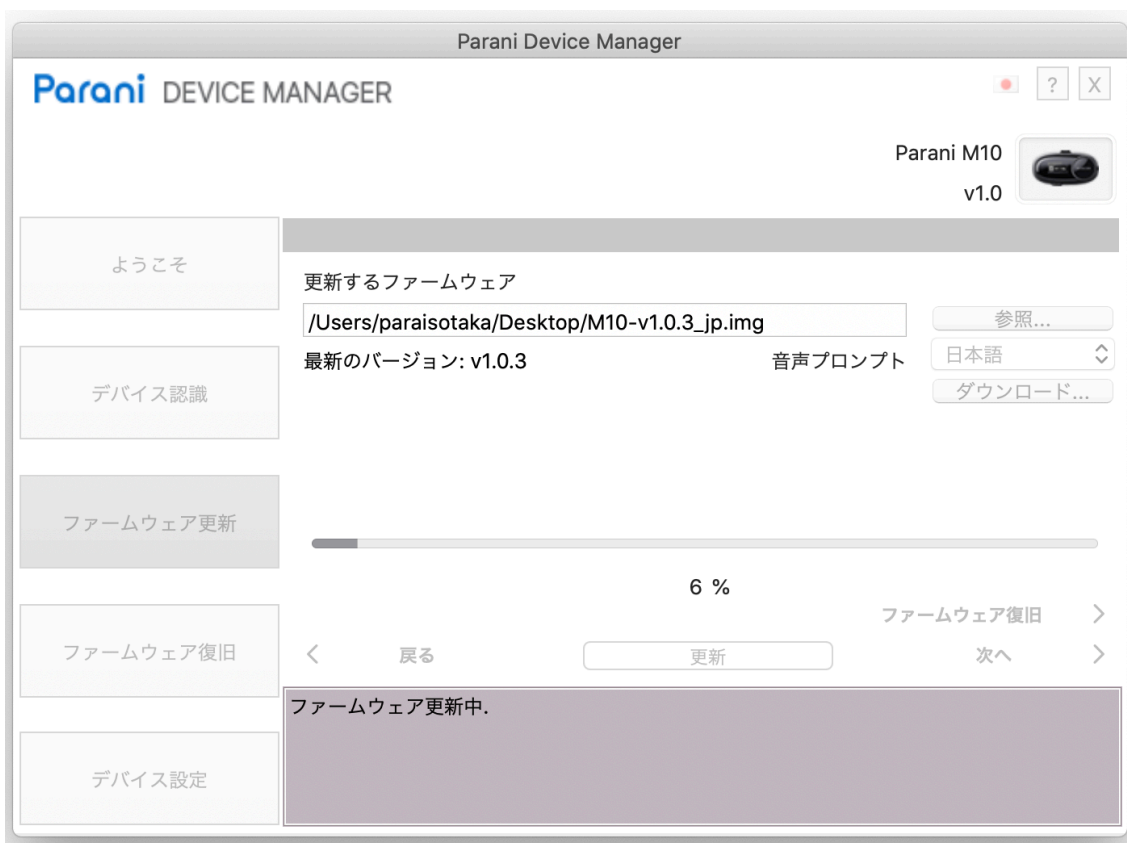 Parani Device Manager
Parani DEVICE MANAGER
? X
Parani M10
v1.0
ようこそ
デバイス認識
ファームウェア更新
ファームウェア復旧
デバイス設定
更新するファームウェア
/Users/paraisotaka/Desktop/M10-v1.0.3_jp.img
参照...
最新のバージョン: v1.0.3
音声プロンプト
日本語
ダウンロード...
6 %
ファームウェア復旧 >
< 戻る
更新
次へ >
ファームウェア更新中.